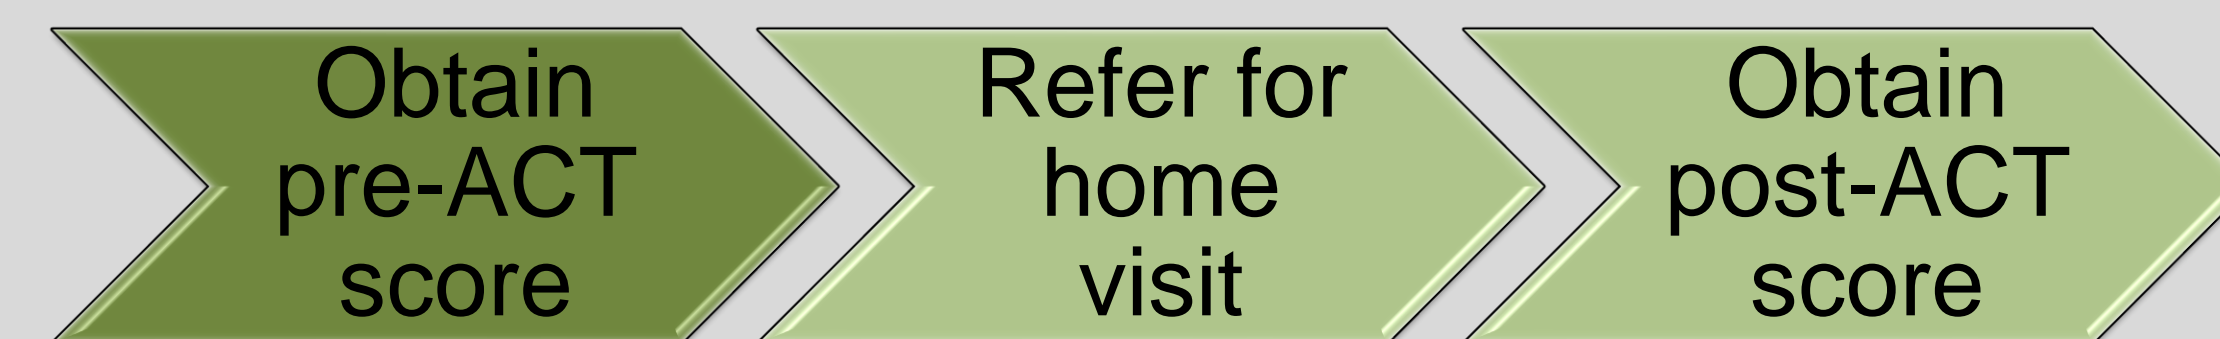 Obtain
pre-ACT
score
Refer for
home
visit
Obtain
post-ACT
score